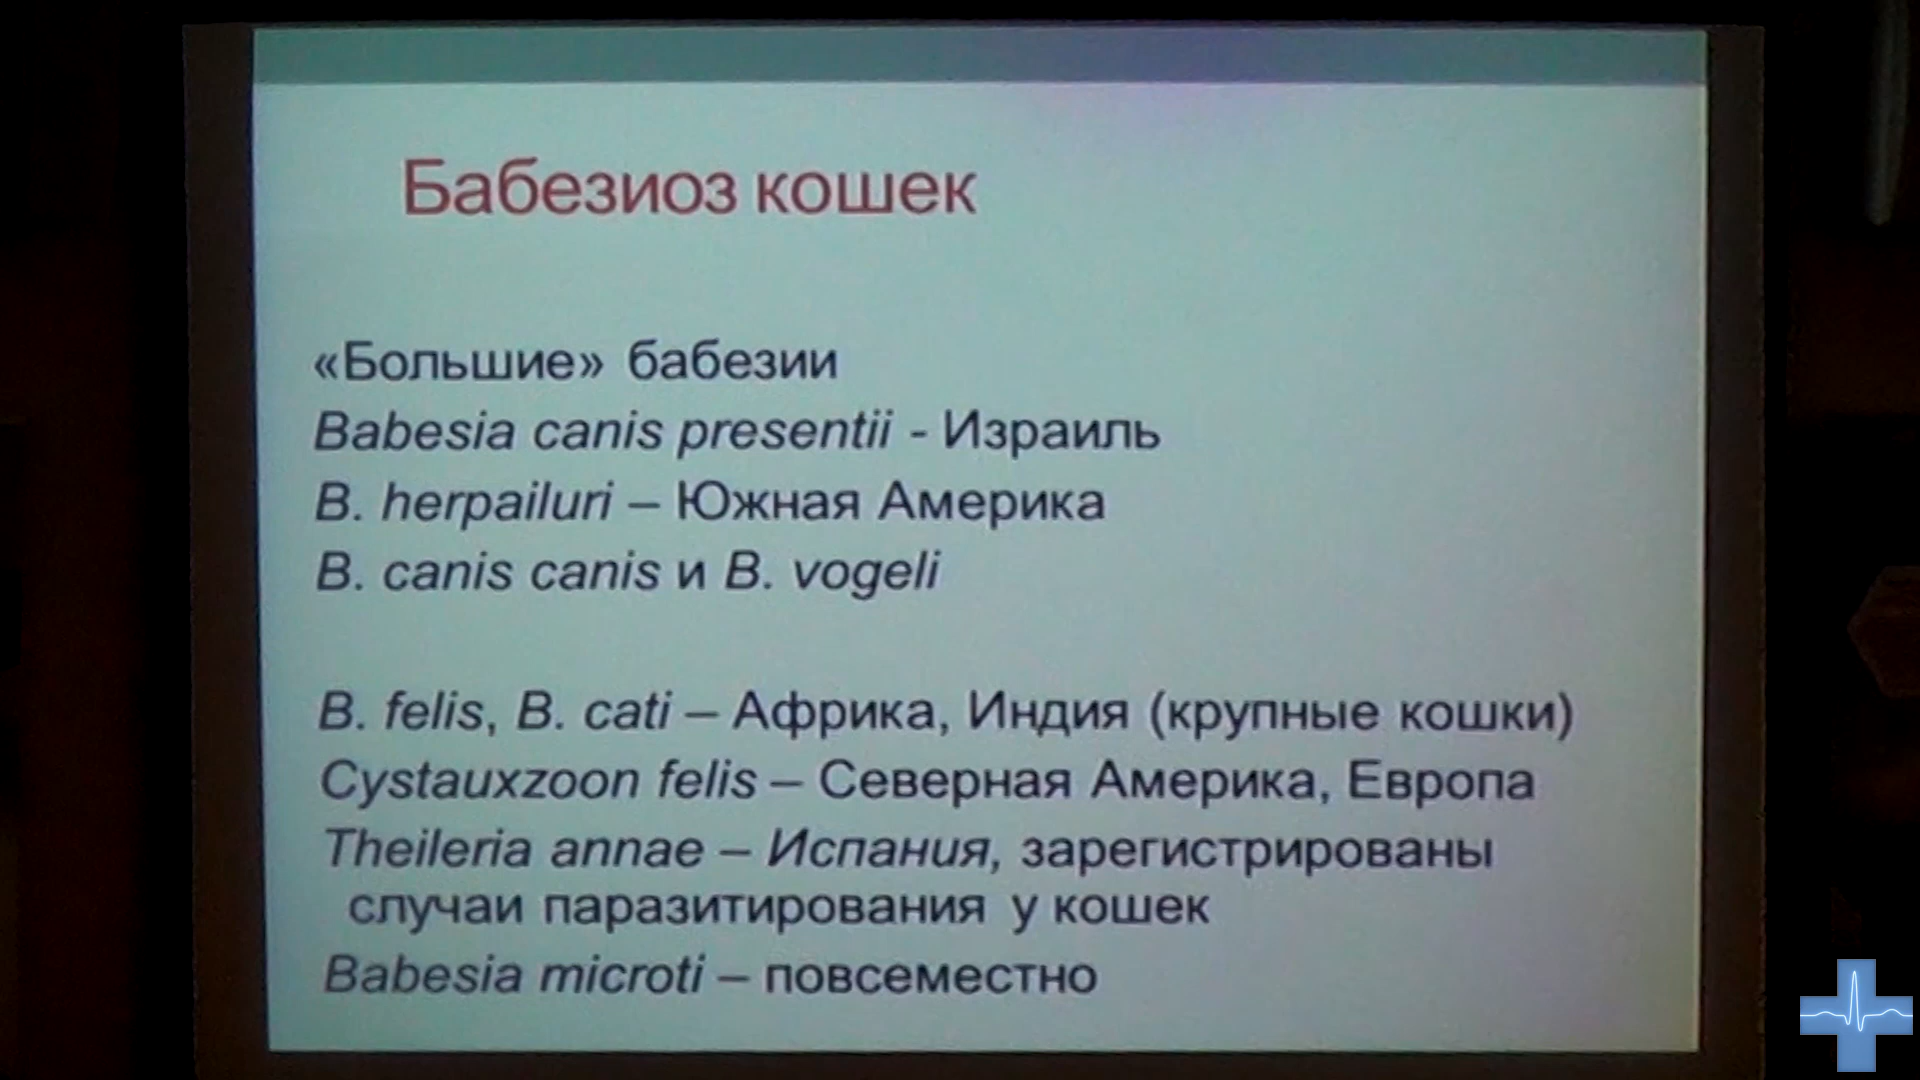 Бабезиоз кошек
«Большие» бабезии
Babesia canis presentii - Израиль
B. herpailuri – Южная Америка
B. canis canis и B. vogeli
B. felis, B. cati – Африка, Индия (крупные кошки)
Cystauxzoon felis – Северная Америка, Европа
Theileria annae – Испания, зарегистрированы
случаи паразитирования у кошек
Babesia microti – повсеместно